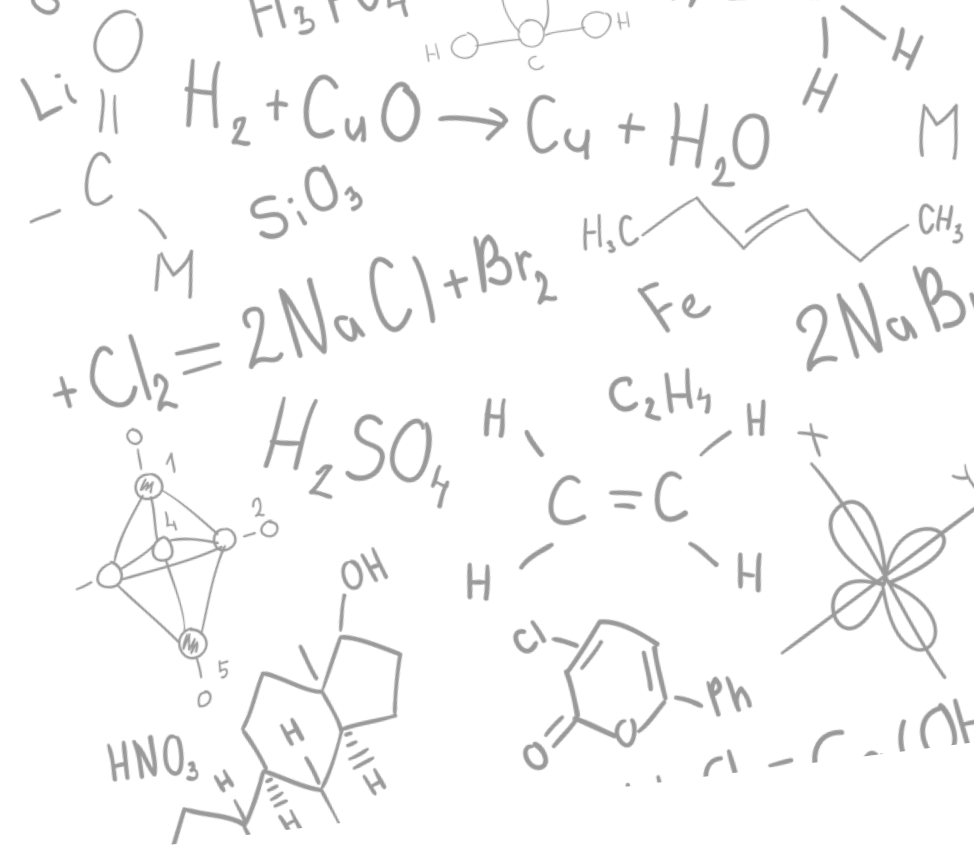 H₃PO₄
O
H
H
C
H
H
Li
H₂ + CuO → Cu + H₂O
M
C
SiO₃
H₃C
CH₃
M
+ Cl₂ = 2NaCl + Br₂
Fe
2NaBr
C₂H₄
H
H
C = C
H
H
H₂SO₄
x
y
O
1
2
O
4
5
O
OH
Cl
Ph
O
O
HNO₃
H
H
H
H